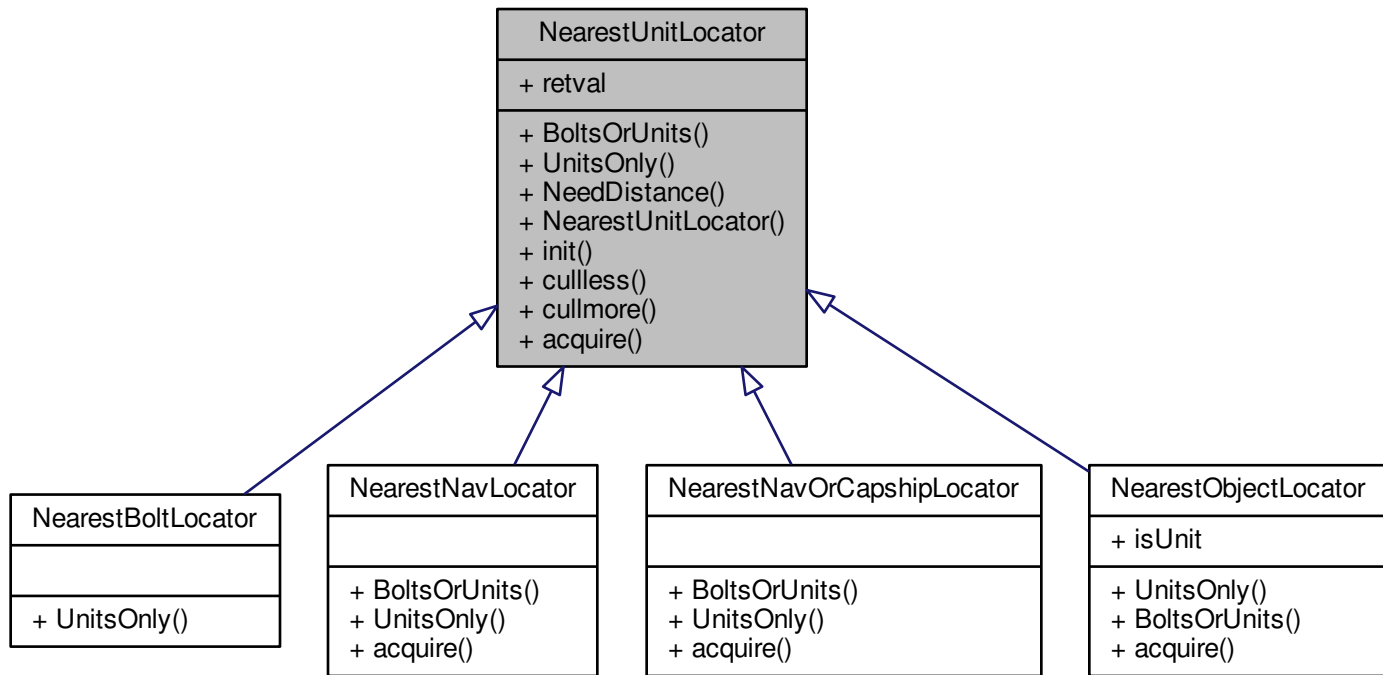 NearestUnitLocator
+ retval
+ BoltsOrUnits()
+ UnitsOnly()
+ NeedDistance()
+ NearestUnitLocator()
+ init()
+ cullless()
+ cullmore()
+ acquire()
NearestBoltLocator
+ UnitsOnly()
NearestNavLocator
+ BoltsOrUnits()
+ UnitsOnly()
+ acquire()
NearestNavOrCapshipLocator
+ BoltsOrUnits()
+ UnitsOnly()
+ acquire()
NearestObjectLocator
+ isUnit
+ UnitsOnly()
+ BoltsOrUnits()
+ acquire()